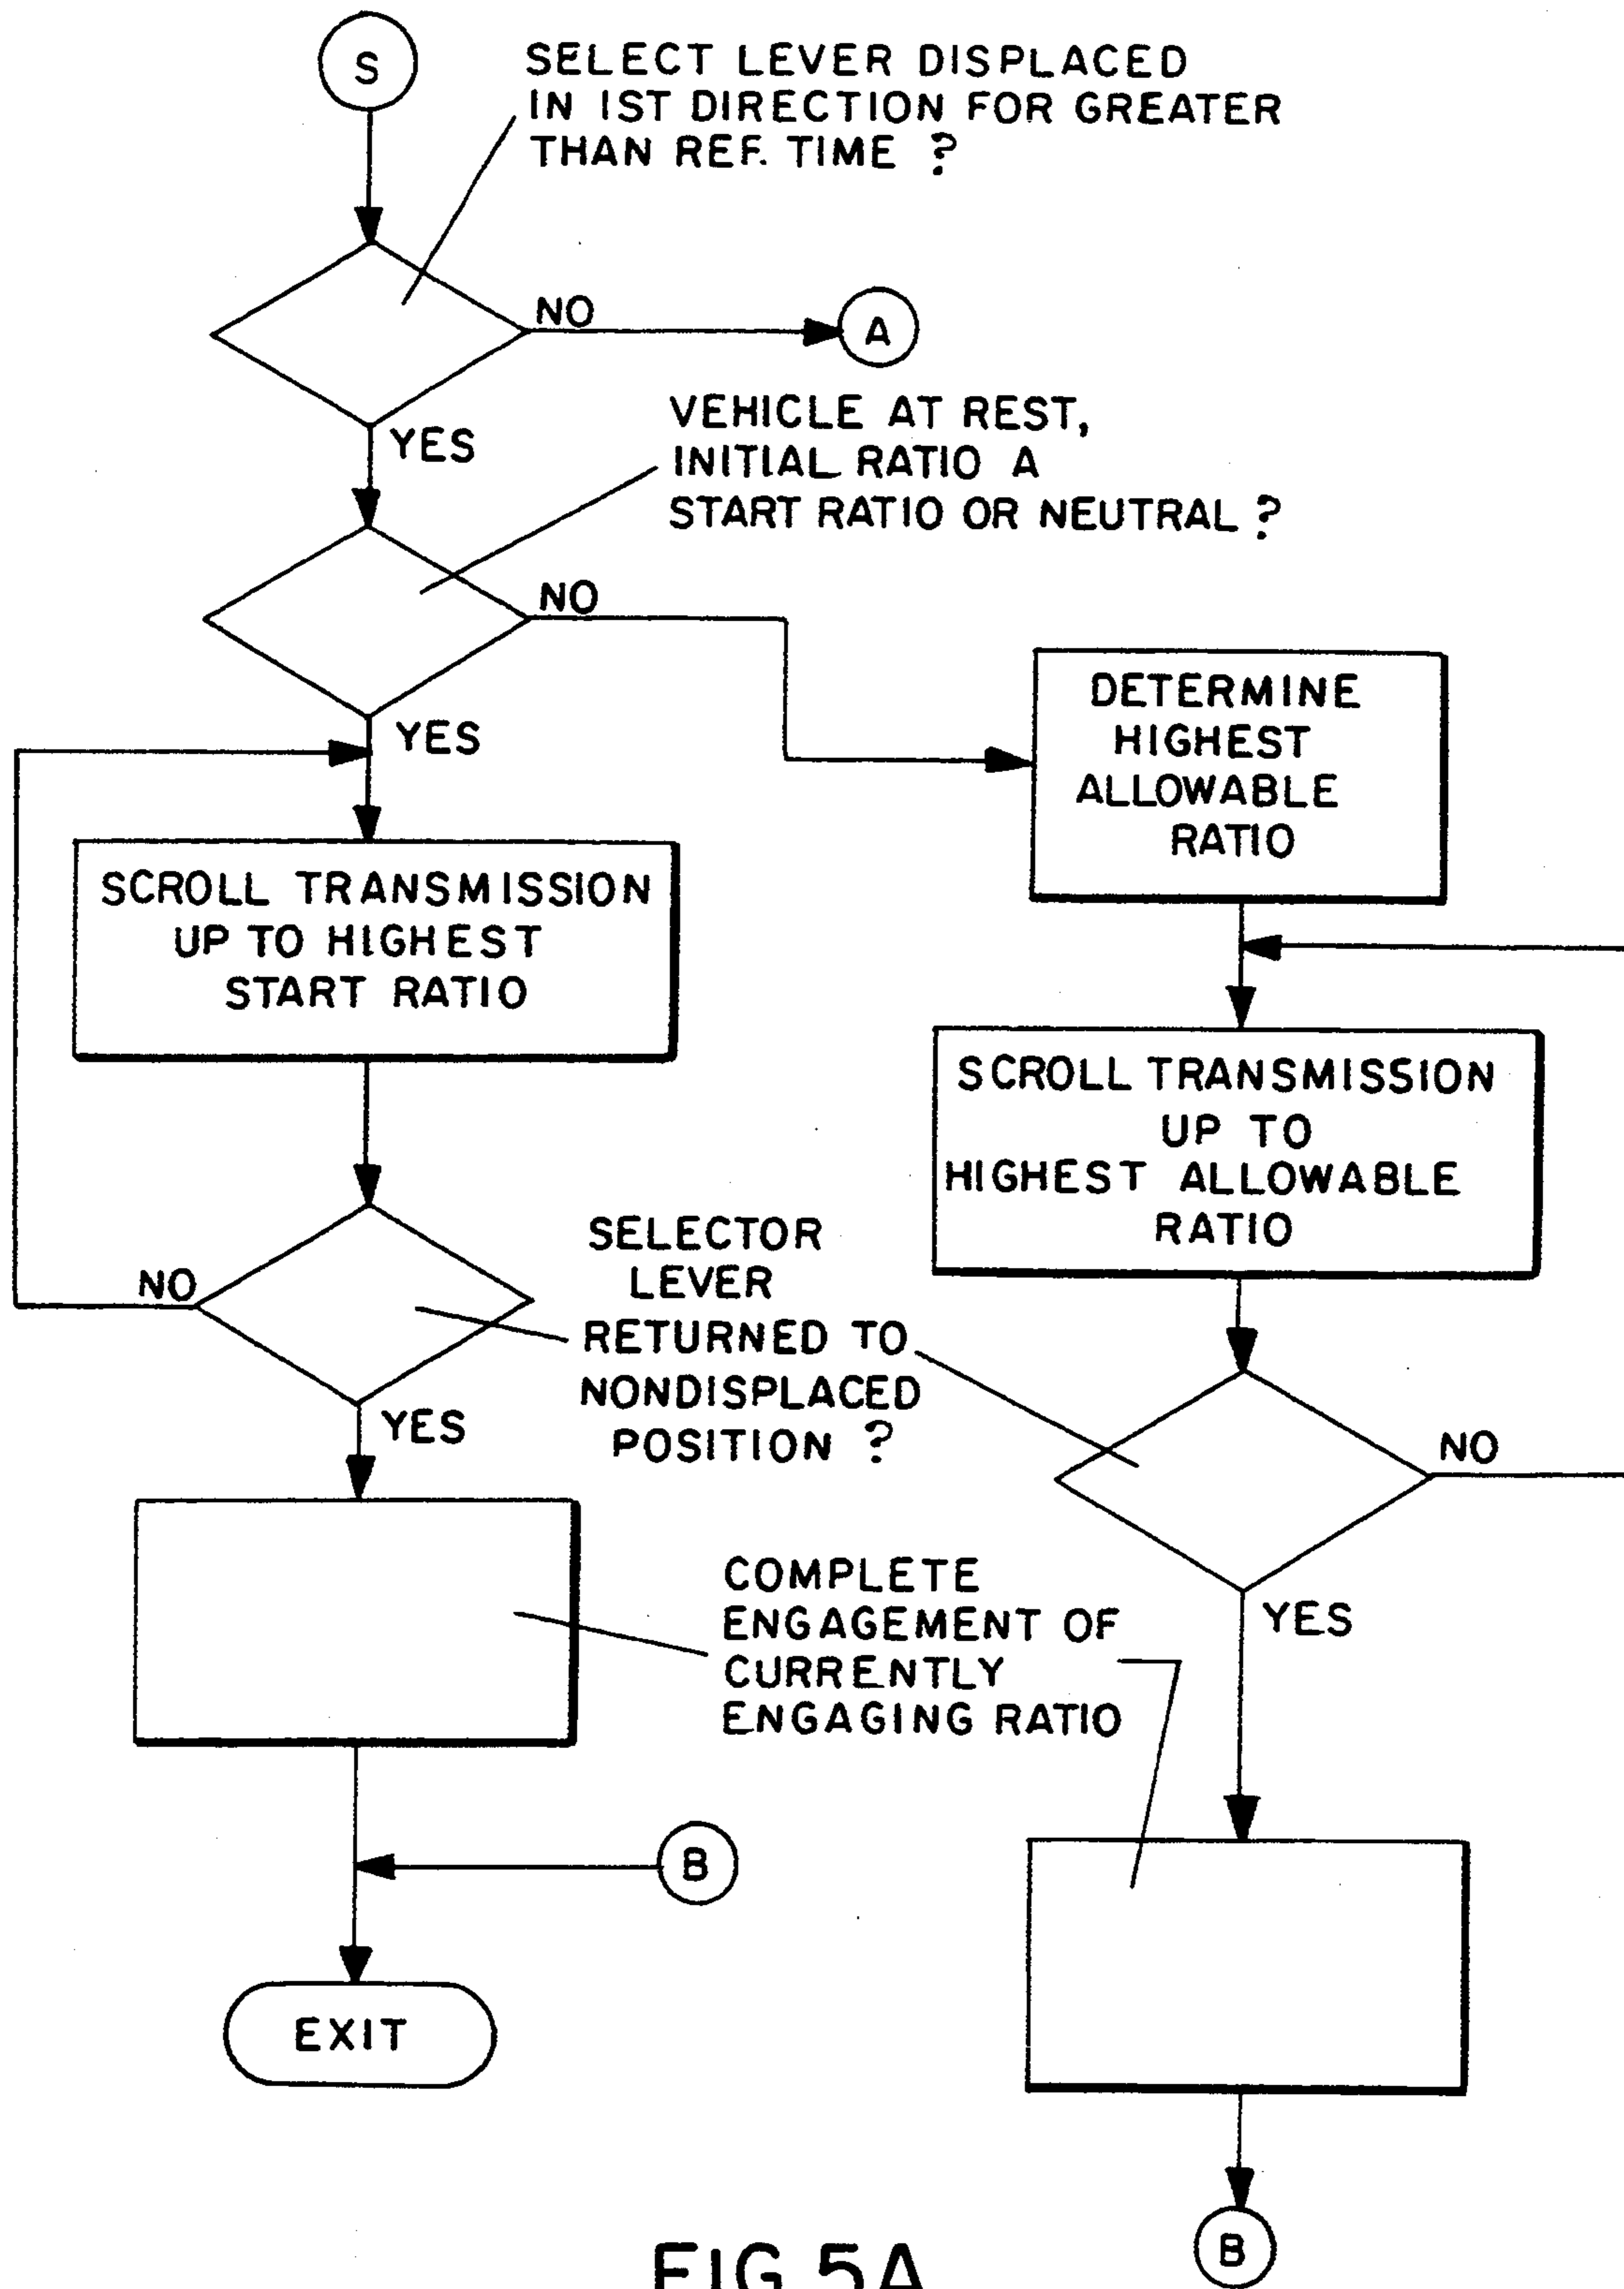 S
SELECT LEVER DISPLACED
IN 1ST DIRECTION FOR GREATER
THAN REF. TIME ?
NO
A
YES
VEHICLE AT REST,
INITIAL RATIO A
START RATIO OR NEUTRAL ?
NO
YES
DETERMINE
HIGHEST
ALLOWABLE
RATIO
SCROLL TRANSMISSION
UP TO HIGHEST
START RATIO
SCROLL TRANSMISSION
UP TO
HIGHEST ALLOWABLE
RATIO
SELECTOR
LEVER
RETURNED TO
NONDISPLACED
POSITION ?
NO
YES
NO
YES
COMPLETE
ENGAGEMENT OF
CURRENTLY
ENGAGING RATIO
B
EXIT
B
FIG. 5A